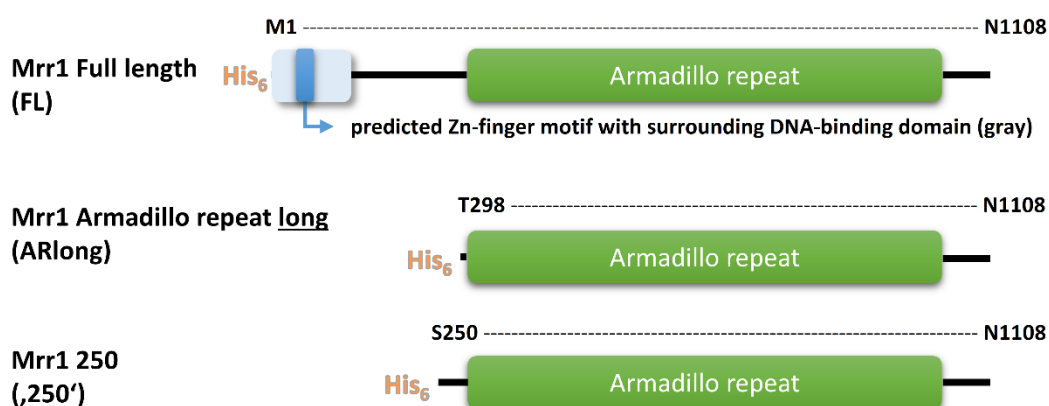 M1 ---------- N1108
Mrr1 Full length
(FL)
His6
Armadillo repeat
predicted Zn-finger motif with surrounding DNA-binding domain (gray)
T298 ---------- N1108
Mrr1 Armadillo repeat long
(ARlong)
His6
Armadillo repeat
S250 ---------- N1108
Mrr1 250
(‚250‘)
His6
Armadillo repeat